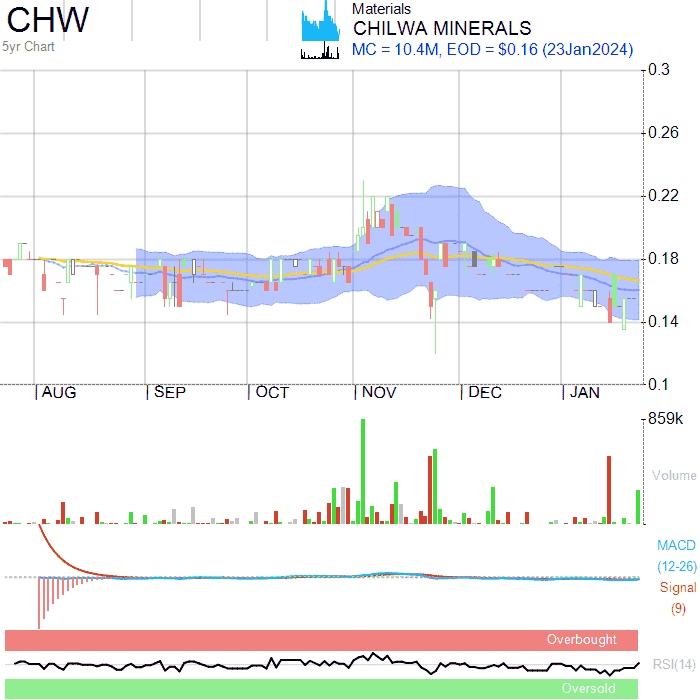 CHW
5yr Chart
Materials
CHILWA MINERALS
MC = 10.4M, EOD = $0.16 (23Jan2024)
0.3
0.26
0.22
0.18
0.14
0.1
AUG SEP OCT NOV DEC JAN
859k
Volume
MACD
(12-26)
Signal
(9)
Overbought
RSI(14)
Oversold